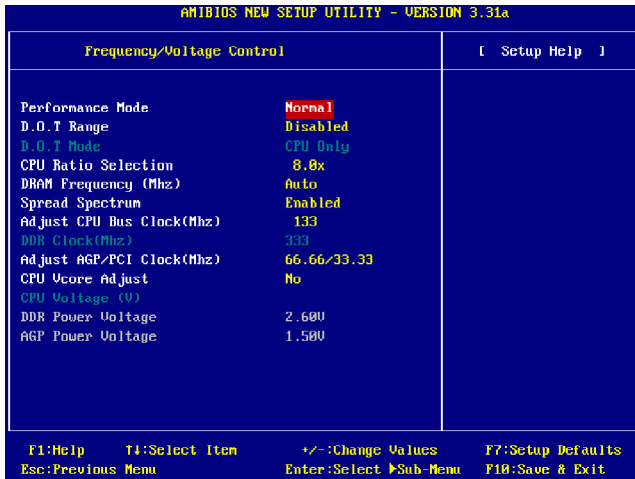 AMIBIOS NEW SETUP UTILITY - VERSION 3.31a
Frequency/Voltage Control
[ Setup Help ]
Performance Mode Normal
D.O.T Range Disabled
D.O.T Mode CPU Only
CPU Ratio Selection 8.0x
DRAM Frequency (Mhz) Auto
Spread Spectrum Enabled
Adjust CPU Bus Clock(Mhz) 133
DDR Clock(Mhz) 333
Adjust AGP/PCI Clock(Mhz) 66.66/33.33
CPU Vcore Adjust No
CPU Voltage (V)
DDR Power Voltage 2.60V
AGP Power Voltage 1.50V
F1:Help ↑↓:Select Item +/-:Change Values F7:Setup Defaults
Esc:Previous Menu Enter:Select ▶Sub-Menu F10:Save & Exit